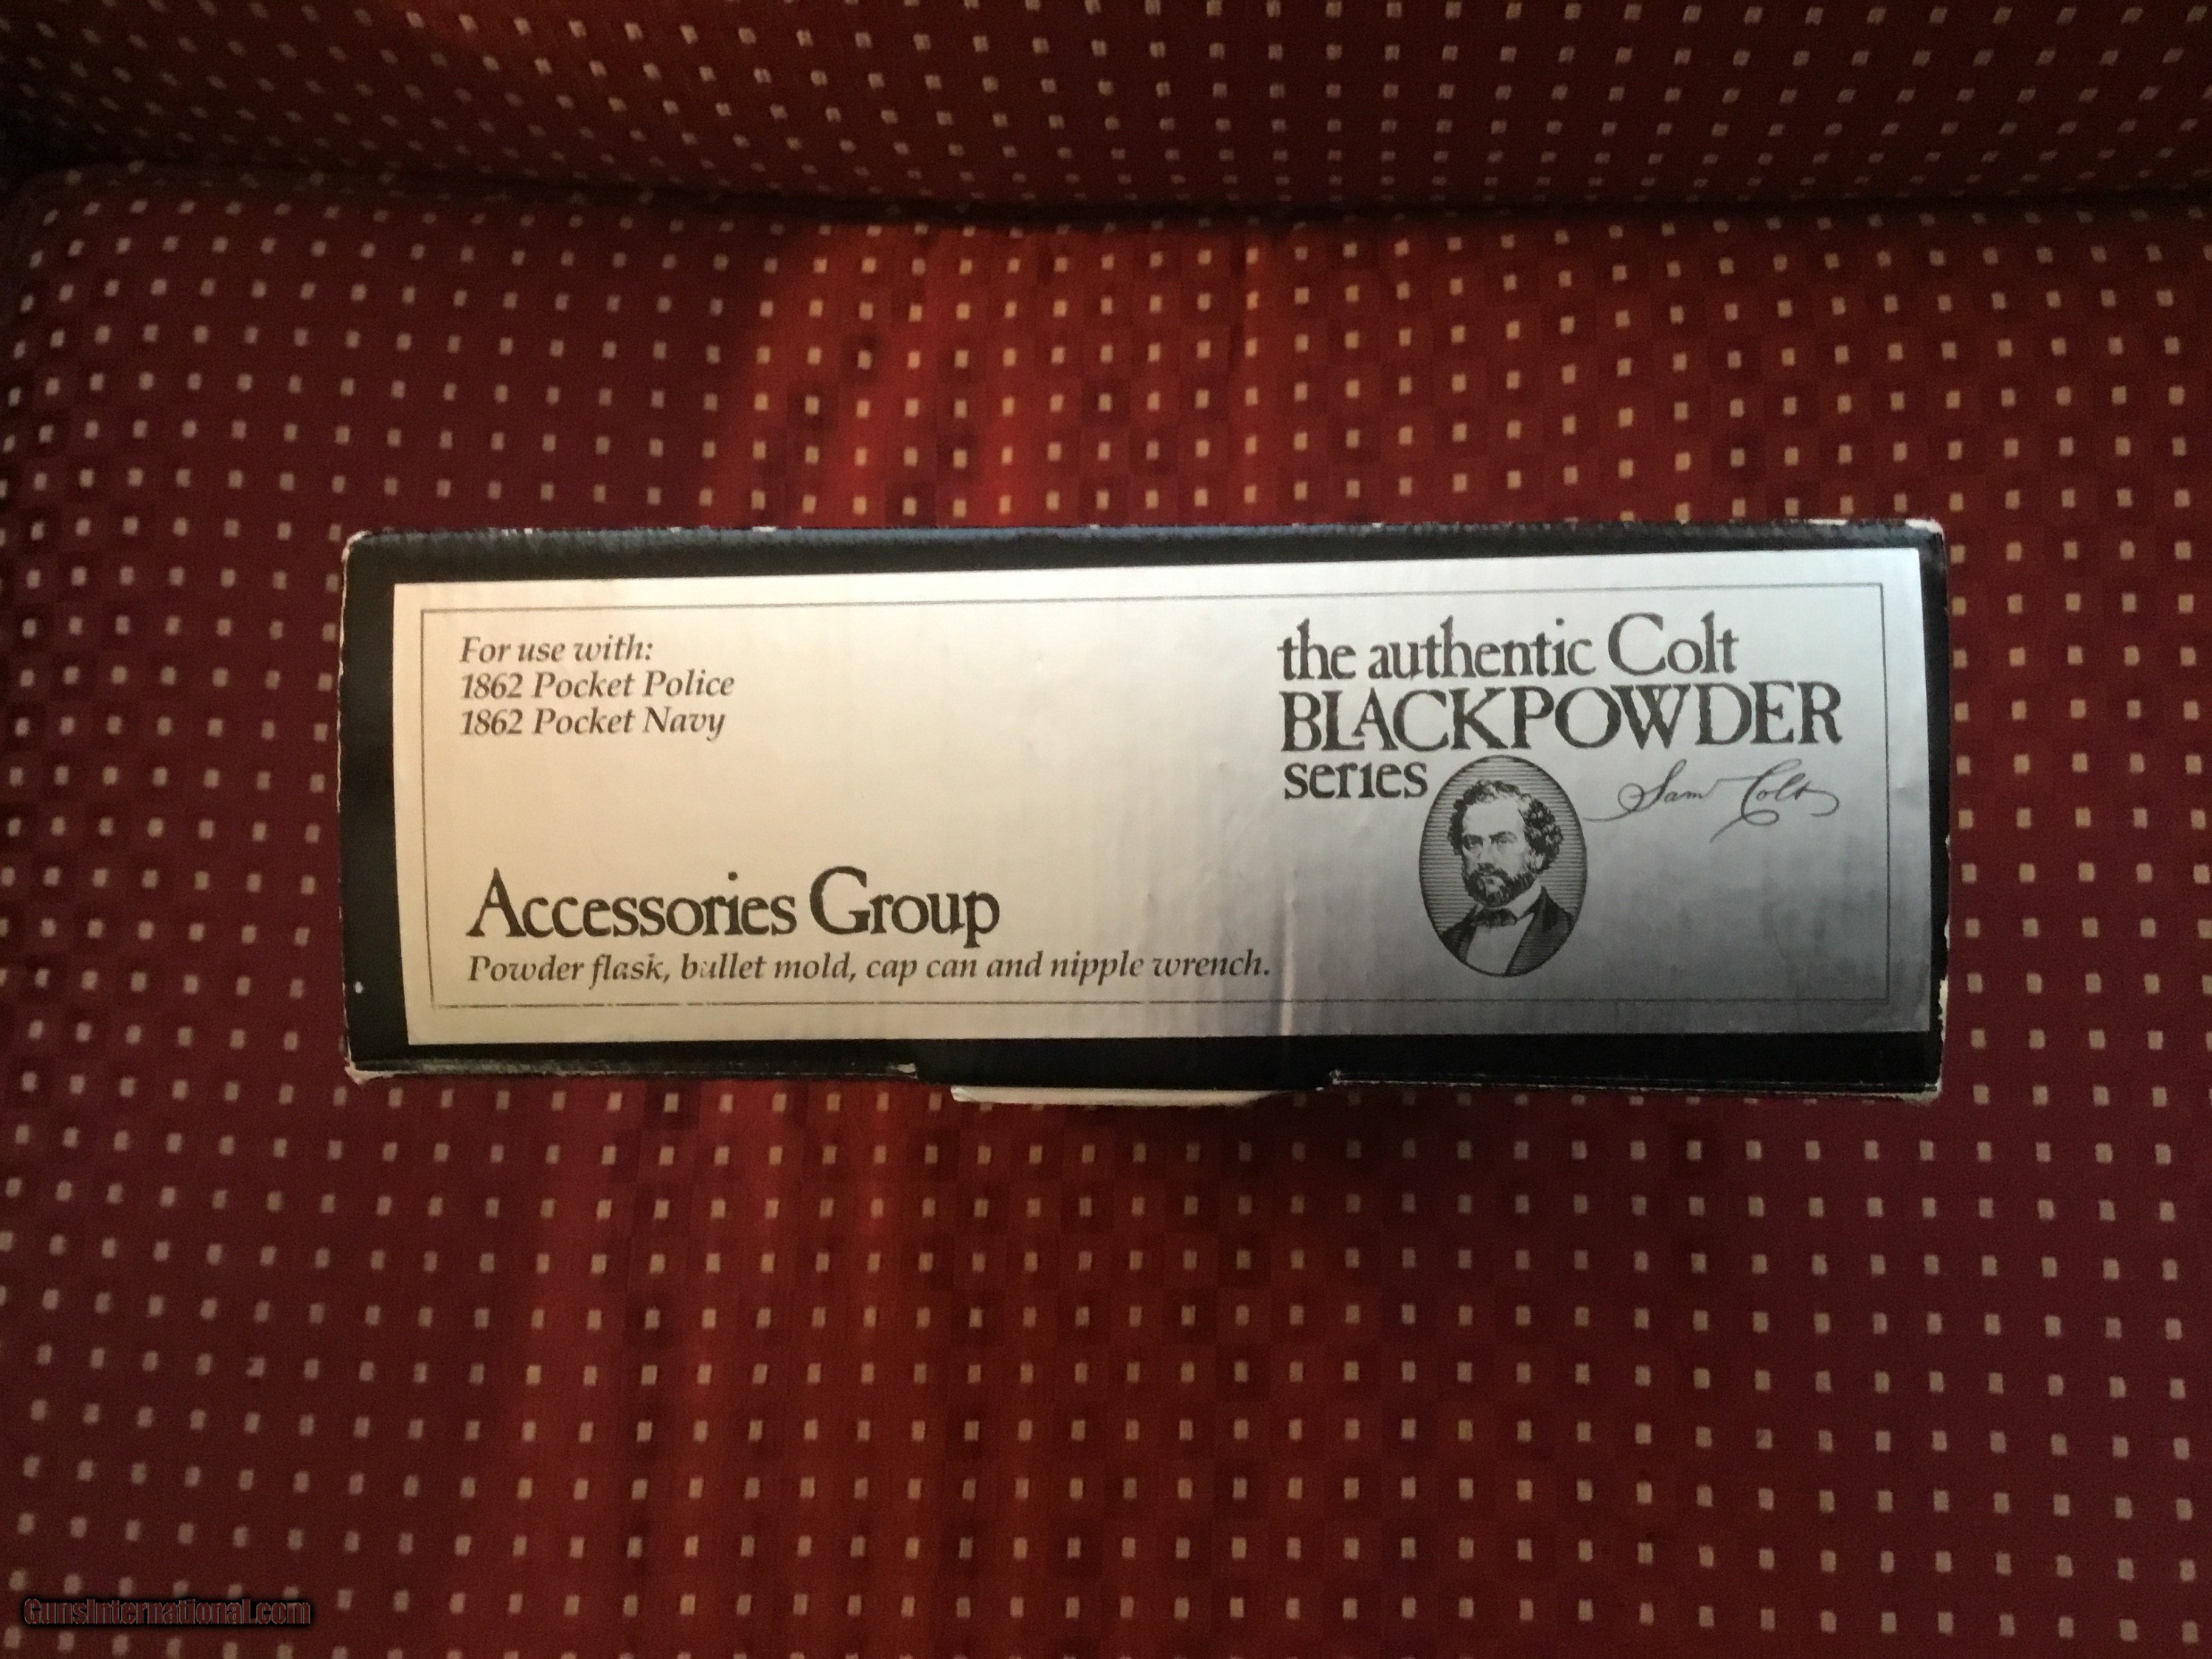 For use with:
1862 Pocket Police
1862 Pocket Navy
the authentic Colt
BLACKPOWDER
series
Sam Colt
Accessories Group
Powder flask, bullet mold, cap can and nipple wrench.
GunsInternational.com